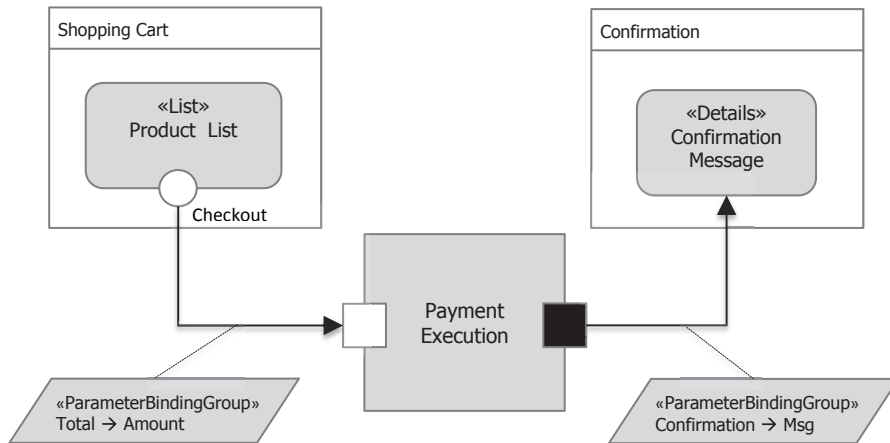 Shopping Cart
«List»
Product List
Checkout
Confirmation
«Details»
Confirmation
Message
Payment
Execution
«ParameterBindingGroup»
Total → Amount
«ParameterBindingGroup»
Confirmation → Msg